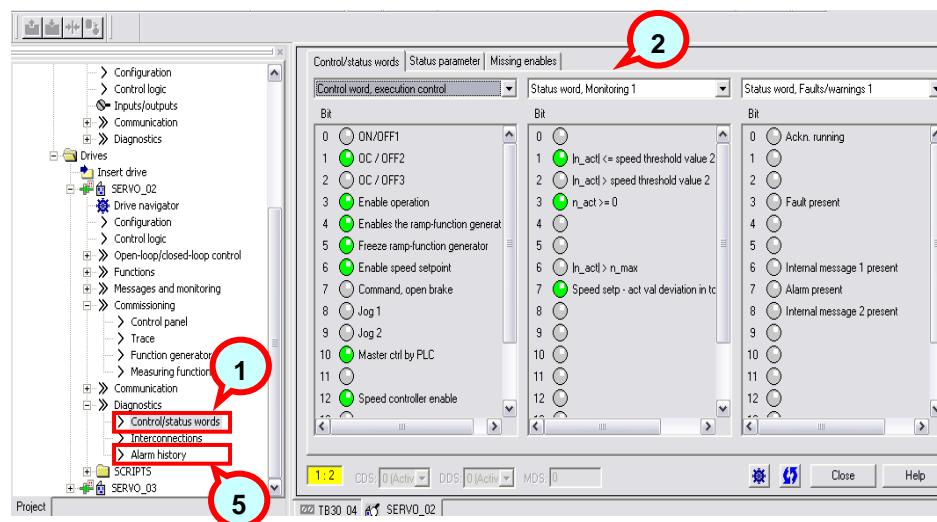 2
Configuration
Control logic
Inputs/outputs
Communication
Diagnostics
Drives
Insert drive
SERVO_02
Drive navigator
Configuration
Control logic
Open-loop/closed-loop control
Functions
Messages and monitoring
Commissioning
Control panel
Trace
Function generator
Measuring function
1
Communication
Diagnostics
Control/status words
Interconnections
Alarm history
SCRIPTS
SERVO_03
5
Project
Control/status words Status parameter Missing enables
Control word, execution control
Bit
0 ON/OFF1
1 OC / OFF2
2 OC / OFF3
3 Enable operation
4 Enables the ramp-function generat
5 Freeze ramp-function generator
6 Enable speed setpoint
7 Command, open brake
8 Jog 1
9 Jog 2
10 Master ctrl by PLC
11
12 Speed controller enable
Status word, Monitoring 1
Bit
0
1 |n_act| <= speed threshold value 2
2 |n_act| > speed threshold value 2
3 n_act >= 0
4
5
6 |n_act| > n_max
7 Speed setp - act val deviation in to
8
9
10
11
12
Status word, Faults/warnings 1
Bit
0 Ackn. running
1
2
3 Fault present
4
5
6 Internal message 1 present
7 Alarm present
8 Internal message 2 present
9
10
11
12
1 : 2 CDS: 0 (Activ DDS: 0 (Activ MDS: 0
Close Help
TB30_04 SERVO_02